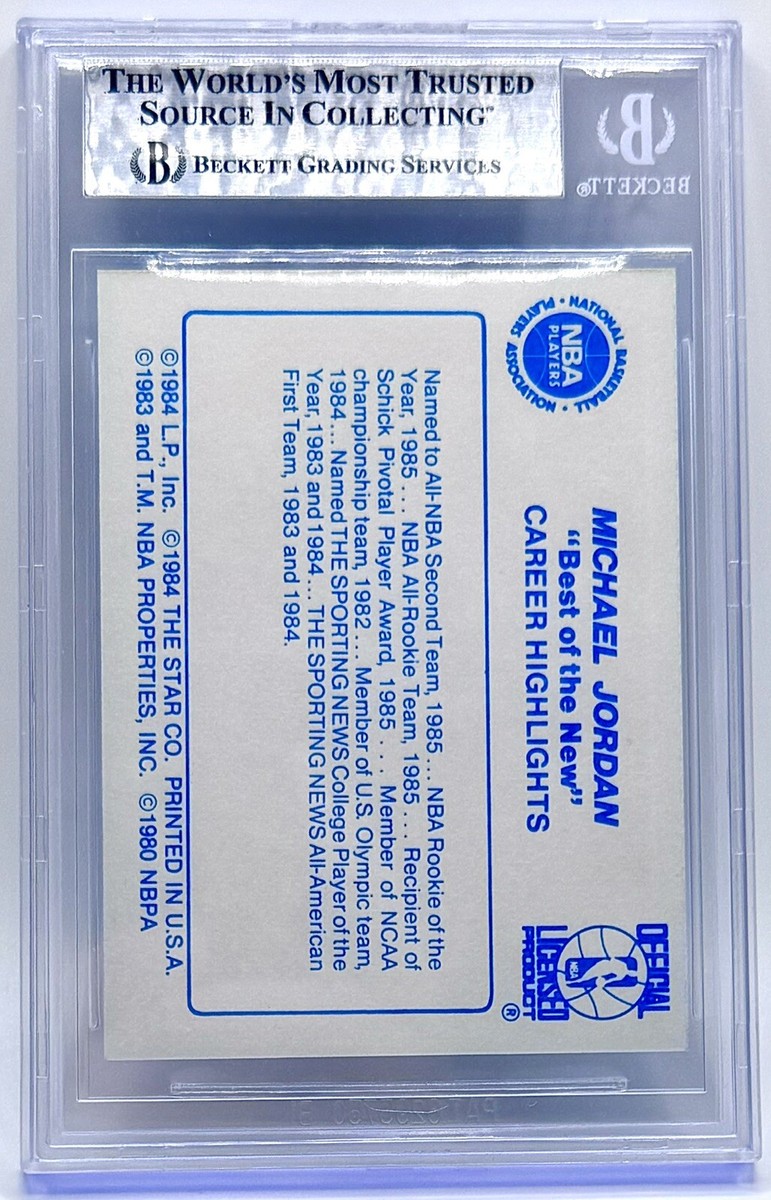 THE WORLD'S MOST TRUSTED
SOURCE IN COLLECTING™
B BECKETT GRADING SERVICES
B
BECKETT®
NATIONAL BASKETBALL
PLAYERS ASSOCIATION
NBA
PLAYERS
MICHAEL JORDAN
"Best of the New"
CAREER HIGHLIGHTS
OFFICIAL
NBA
LICENSED
PRODUCT
®
Named to All-NBA Second Team, 1985 ... NBA Rookie of the
Year, 1985 .... NBA All-Rookie Team, 1985 ... Recipient of
Schick Pivotal Player Award, 1985 . . . Member of NCAA
championship team, 1982 .... Member of U.S. Olympic team,
1984 ... Named THE SPORTING NEWS College Player of the
Year, 1983 and 1984 ... THE SPORTING NEWS All-American
First Team, 1983 and 1984.
©1984 L.P., Inc. ©1984 THE STAR CO. PRINTED IN U.S.A.
©1983 and T.M. NBA PROPERTIES, INC. ©1980 NBPA